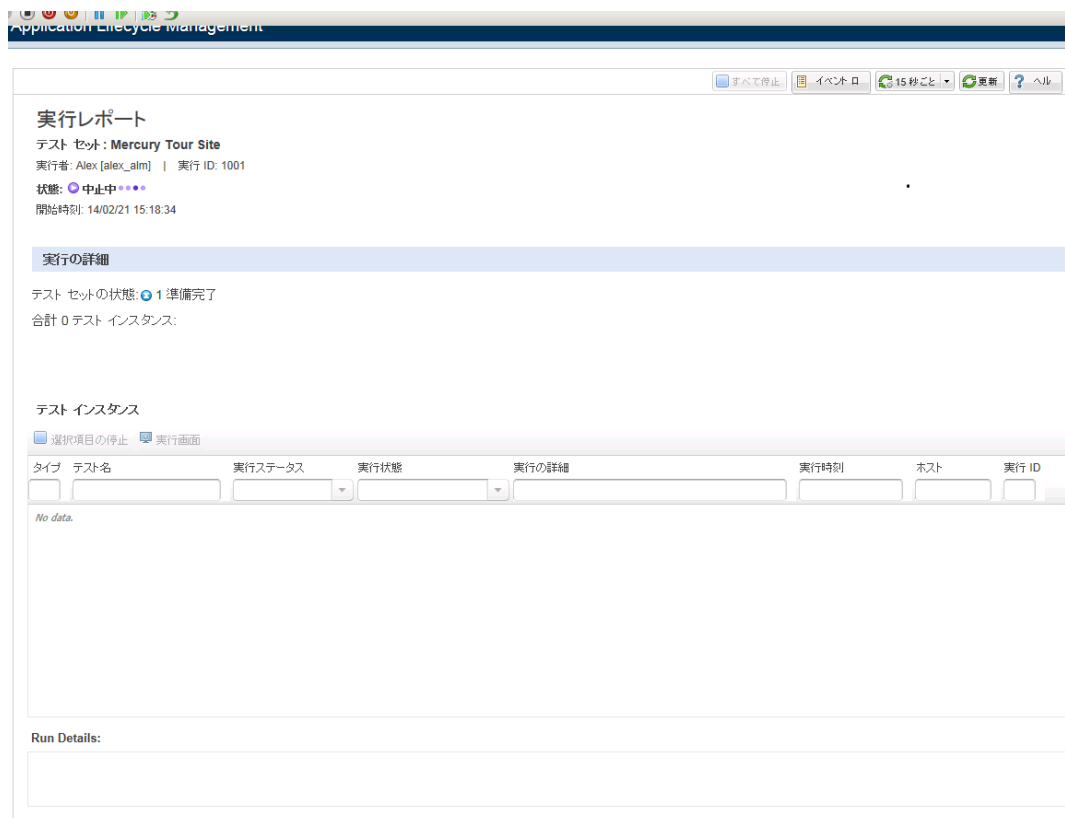 Application Lifecycle Management
すべて停止 イベント ロ 15 秒ごと 更新 ? ヘル
実行レポート
テスト セット: Mercury Tour Site
実行者: Alex [alex_alm] | 実行 ID: 1001
状態: 中止中
開始時刻: 14/02/21 15:18:34
実行の詳細
テスト セットの状態: 1 準備完了
合計 0 テスト インスタンス:
テスト インスタンス
選択項目の停止 実行画面
タイプ テスト名 実行ステータス 実行状態 実行の詳細 実行時刻 ホスト 実行 ID
No data.
Run Details: